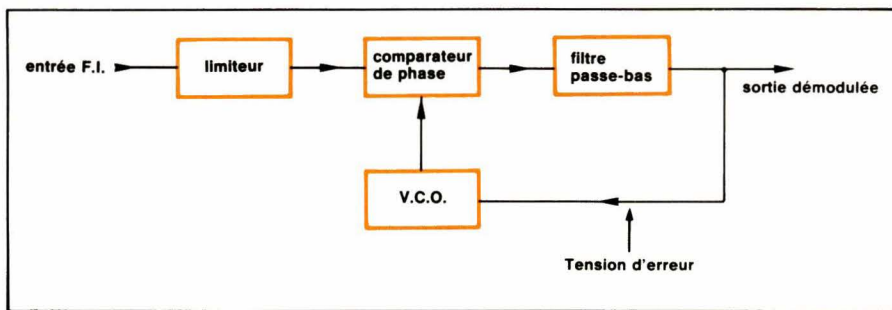 entrée F.I.
limiteur
comparateur
de phase
filtre
passe-bas
sortie démodulée
V.C.O.
Tension d'erreur